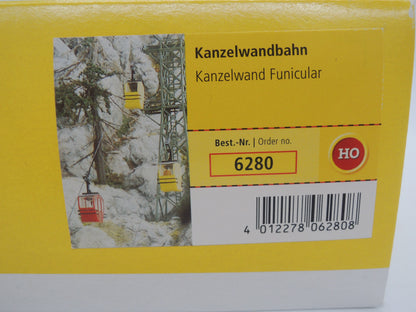 Kanzelwandbahn
Kanzelwand Funicular
Best.-Nr. | Order no.
6280
HO
4 012278 062808